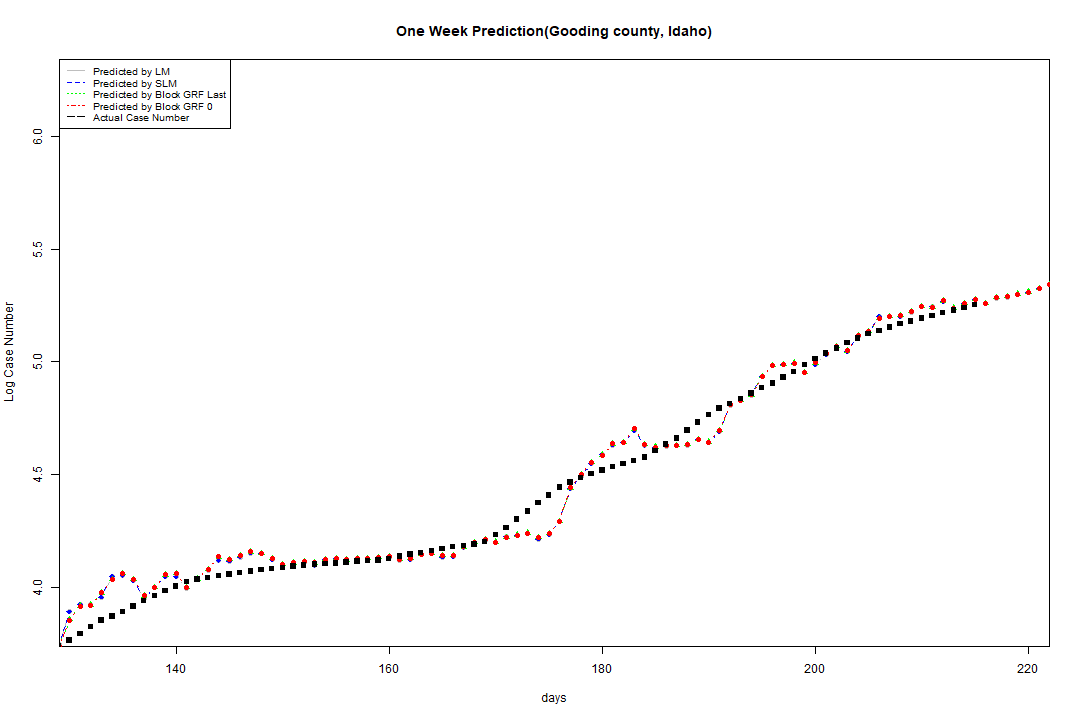 One Week Prediction(Gooding county, Idaho)
Predicted by LM
Predicted by SLM
Predicted by Block GRF Last
Predicted by Block GRF 0
Actual Case Number
6.0
5.5
5.0
4.5
4.0
Log Case Number
140 160 180 200 220
days